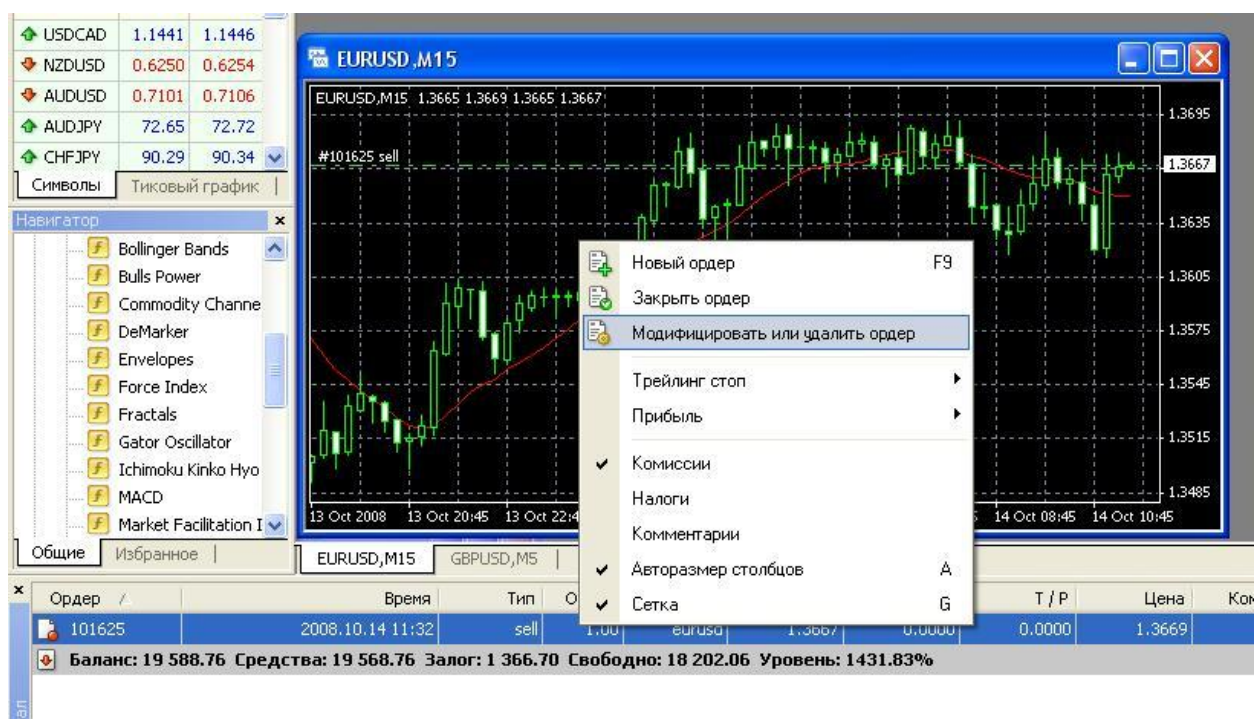 USDCAD 1.1441 1.1446
NZDUSD 0.6250 0.6254
AUDUSD 0.7101 0.7106
AUDJPY 72.65 72.72
CHFJPY 90.29 90.34
Символы Тиковый график
Навигатор
Bollinger Bands
Bulls Power
Commodity Channe
DeMarker
Envelopes
Force Index
Fractals
Gator Oscillator
Ichimoku Kinko Hyo
MACD
Market Facilitation I
Общие Избранное
EURUSD,M15
EURUSD,M15 1.3665 1.3669 1.3665 1.3667
#101625 sell
1.3695
1.3667
1.3635
1.3605
1.3575
1.3545
1.3515
1.3485
13 Oct 2008 13 Oct 20:45 13 Oct 22:4 14 Oct 08:45 14 Oct 10:45
Новый ордер F9
Закрыть ордер
Модифицировать или удалить ордер
Трейлинг стоп
Прибыль
Комиссии
Налоги
Комментарии
Авторазмер столбцов A
Сетка G
EURUSD,M15 GBPUSD,M5
Ордер Время Тип О T / P Цена Ком
101625 2008.10.14 11:32 sell 1.00 eurusd 1.3667 0.0000 0.0000 1.3669
Баланс: 19 588.76 Средства: 19 568.76 Залог: 1 366.70 Свободно: 18 202.06 Уровень: 1431.83%